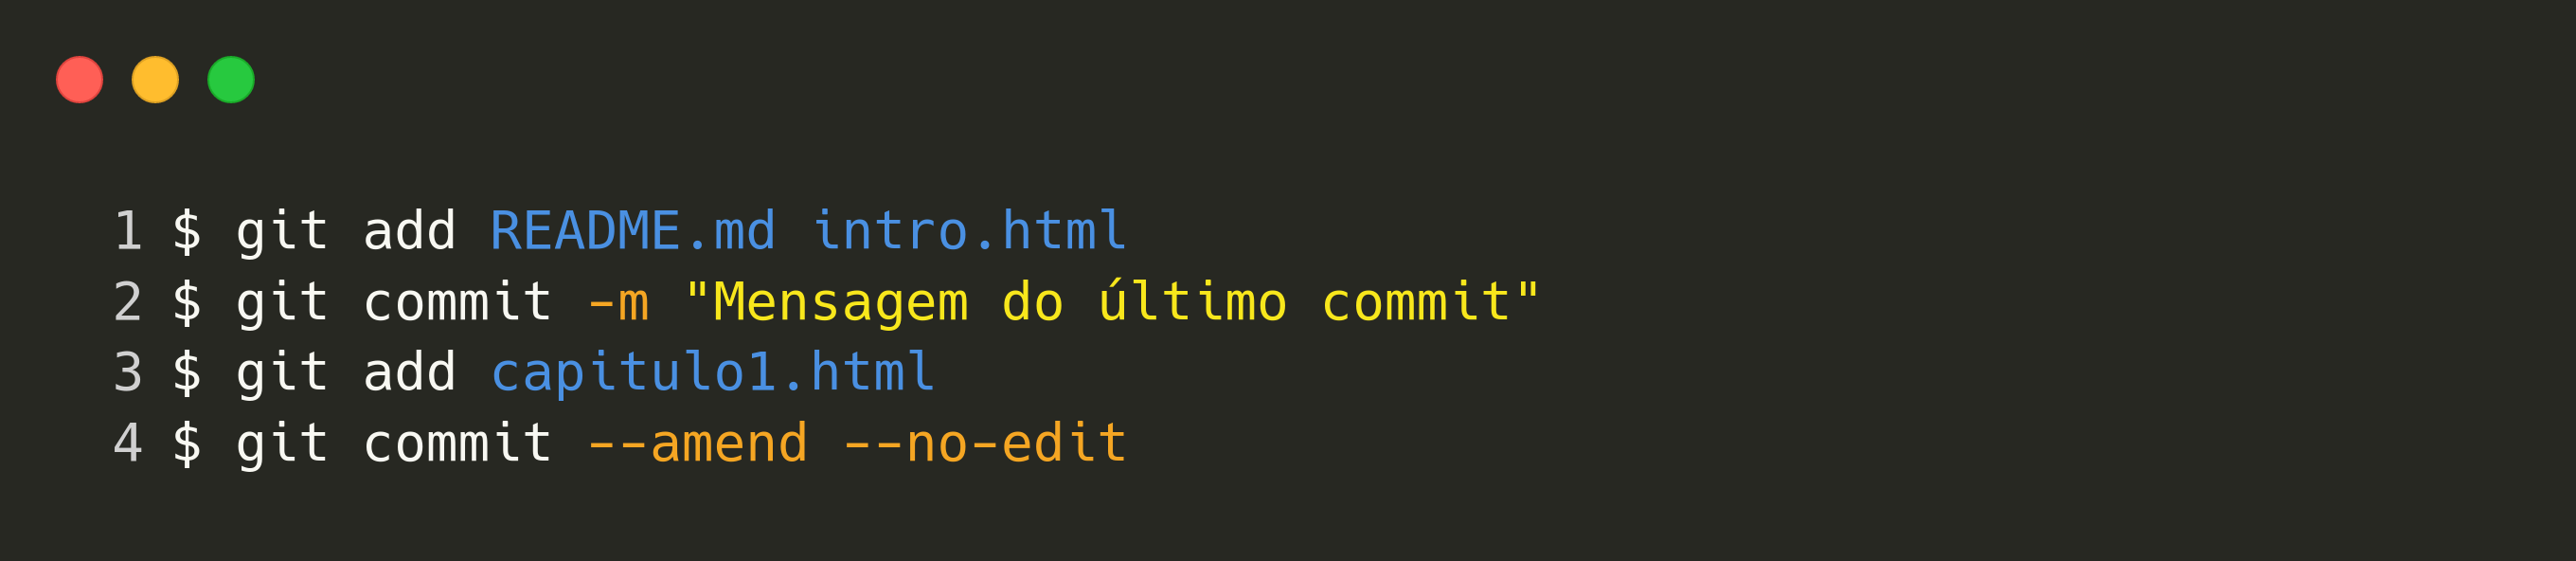 1 $ git add README.md intro.html
2 $ git commit -m "Mensagem do último commit"
3 $ git add capitulo1.html
4 $ git commit --amend --no-edit